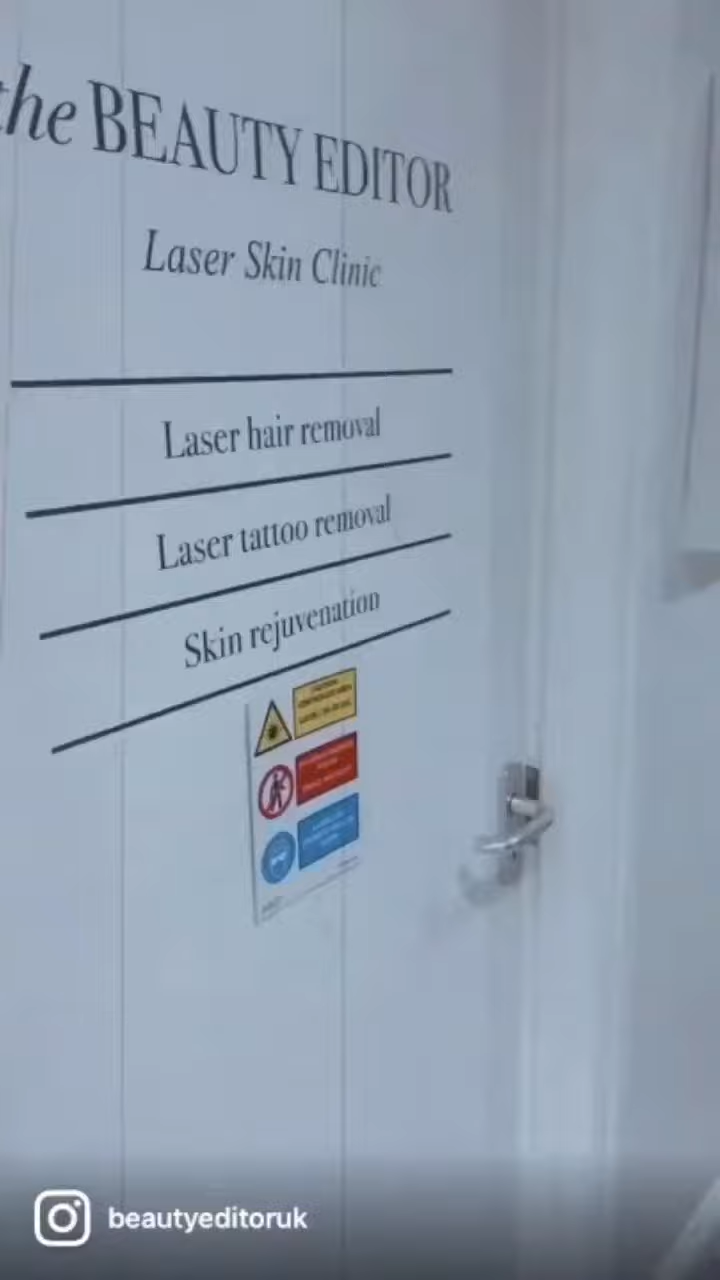 the BEAUTY EDITOR
Laser Skin Clinic
Laser hair removal
Laser tattoo removal
Skin rejuvenation
beautyeditoruk